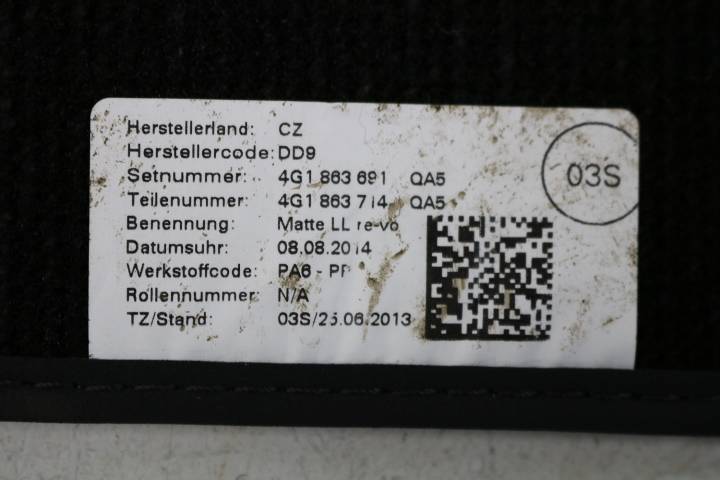 Herstellerland: CZ
Herstellercode: DD9
Setnummer: 4G1 863 691 QA5
Teilenummer: 4G1 863 714 QA5
Benennung: Matte LL re-vo
Datumsuhr: 08.08.2014
Werkstoffcode: PA6 -
Rollennummer: N/A
TZ/Stand: 03S/25.06.2013
03S